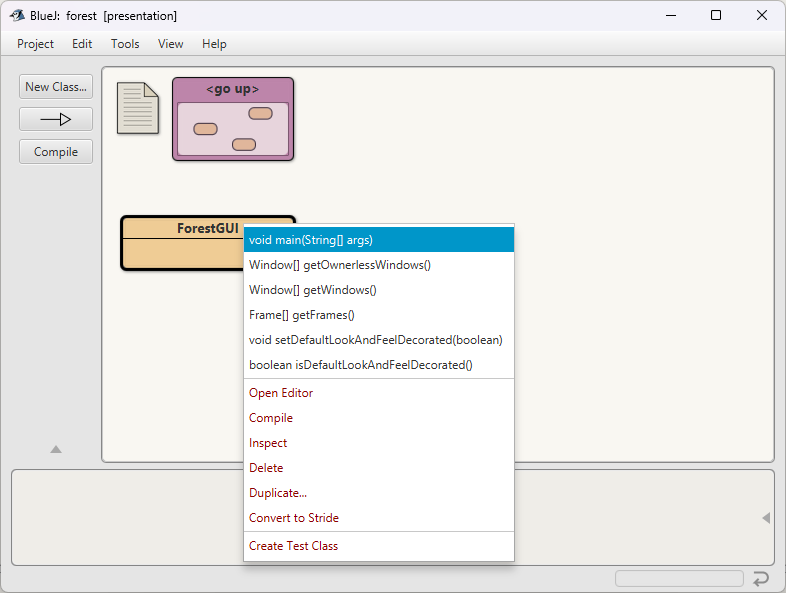 BlueJ: forest [presentation]
Project Edit Tools View Help
New Class...
Compile
<go up>
ForestGUI
void main(String[] args)
Window[] getOwnerlessWindows()
Window[] getWindows()
Frame[] getFrames()
void setDefaultLookAndFeelDecorated(boolean)
boolean isDefaultLookAndFeelDecorated()
Open Editor
Compile
Inspect
Delete
Duplicate...
Convert to Stride
Create Test Class